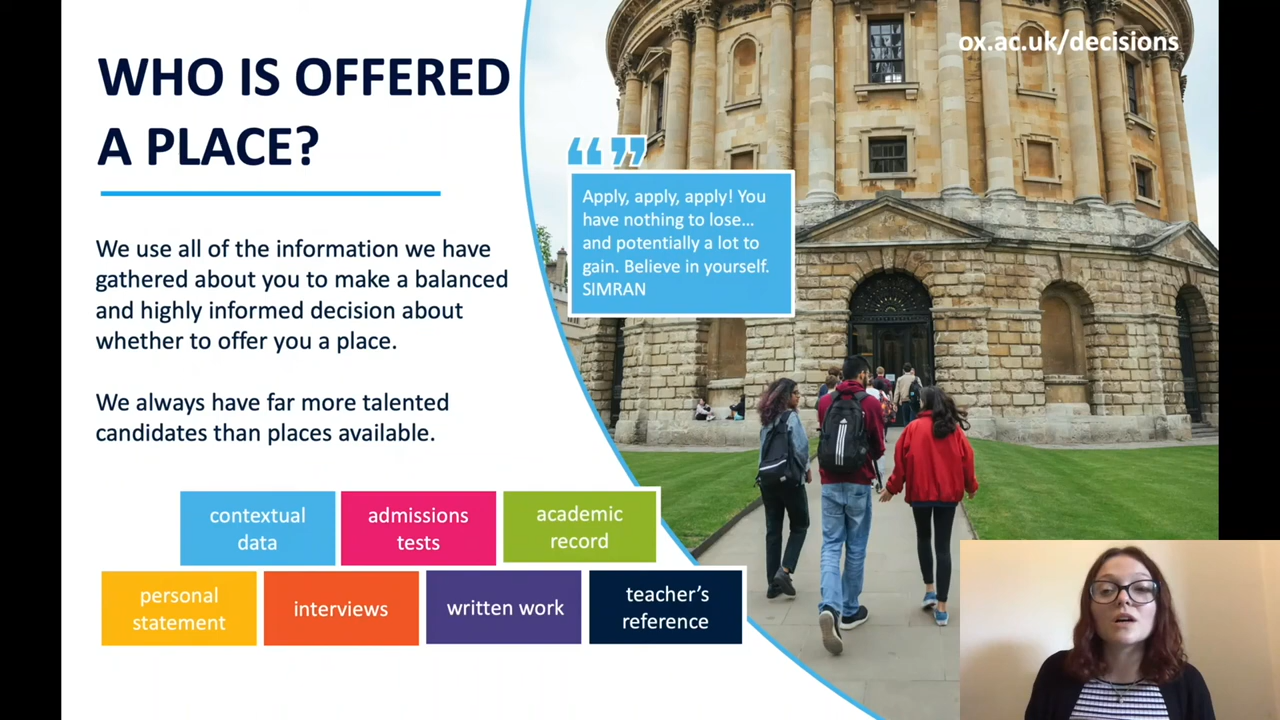 WHO IS OFFERED
A PLACE?
We use all of the information we have
gathered about you to make a balanced
and highly informed decision about
whether to offer you a place.
We always have far more talented
candidates than places available.
contextual
data
admissions
tests
academic
record
personal
statement
interviews
written work
teacher's
reference
“ ”
Apply, apply, apply! You
have nothing to lose...
and potentially a lot to
gain. Believe in yourself.
SIMRAN
ox.ac.uk/decisions